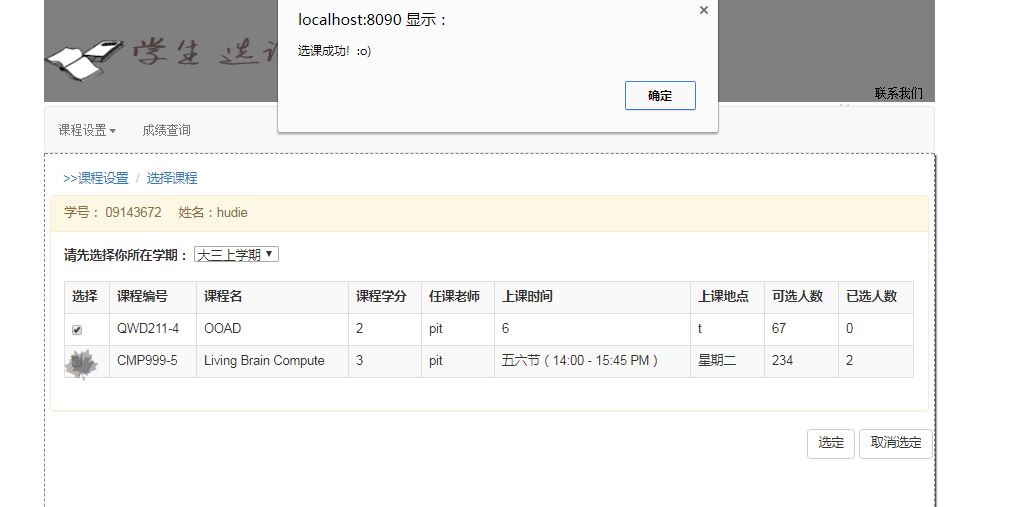 localhost:8090 显示：
选课成功! :o)
确定
学生 选
联系我们
课程设置 成绩查询
>>课程设置 / 选择课程
学号： 09143672 姓名：hudie
请先选择你所在学期： 大三上学期
选择 课程编号 课程名 课程学分 任课老师 上课时间 上课地点 可选人数 已选人数
QWD211-4 OOAD 2 pit 6 t 67 0
CMP999-5 Living Brain Compute 3 pit 五六节 ( 14:00 - 15:45 PM ) 星期二 234 2
选定 取消选定